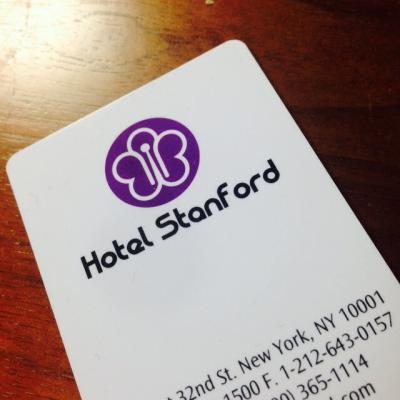 Hotel Stanford
32nd St. New York, NY 10001
1500 F. 1-212-643-0157
365-1114